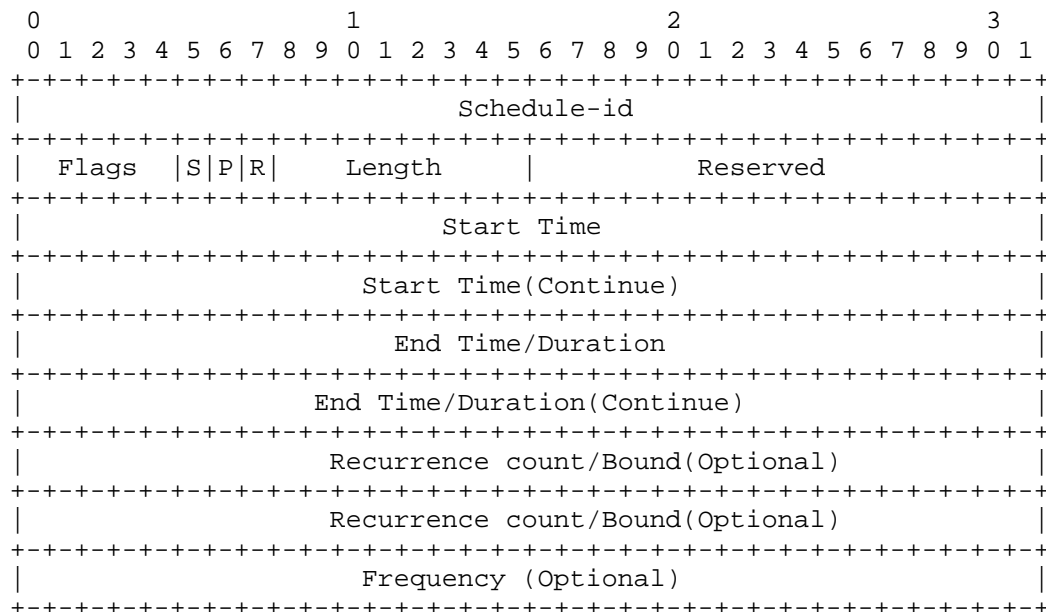 0                   1                   2                   3
 0 1 2 3 4 5 6 7 8 9 0 1 2 3 4 5 6 7 8 9 0 1 2 3 4 5 6 7 8 9 0 1
+-+-+-+-+-+-+-+-+-+-+-+-+-+-+-+-+-+-+-+-+-+-+-+-+-+-+-+-+-+-+-+-+
|                          Schedule-id                          |
+-+-+-+-+-+-+-+-+-+-+-+-+-+-+-+-+-+-+-+-+-+-+-+-+-+-+-+-+-+-+-+-+
|  Flags  |S|P|R|    Length     |          Reserved             |
+-+-+-+-+-+-+-+-+-+-+-+-+-+-+-+-+-+-+-+-+-+-+-+-+-+-+-+-+-+-+-+-+
|                         Start Time                            |
+-+-+-+-+-+-+-+-+-+-+-+-+-+-+-+-+-+-+-+-+-+-+-+-+-+-+-+-+-+-+-+-+
|                    Start Time(Continue)                       |
+-+-+-+-+-+-+-+-+-+-+-+-+-+-+-+-+-+-+-+-+-+-+-+-+-+-+-+-+-+-+-+-+
|                      End Time/Duration                        |
+-+-+-+-+-+-+-+-+-+-+-+-+-+-+-+-+-+-+-+-+-+-+-+-+-+-+-+-+-+-+-+-+
|                 End Time/Duration(Continue)                   |
+-+-+-+-+-+-+-+-+-+-+-+-+-+-+-+-+-+-+-+-+-+-+-+-+-+-+-+-+-+-+-+-+
|                  Recurrence count/Bound(Optional)             |
+-+-+-+-+-+-+-+-+-+-+-+-+-+-+-+-+-+-+-+-+-+-+-+-+-+-+-+-+-+-+-+-+
|                  Recurrence count/Bound(Optional)             |
+-+-+-+-+-+-+-+-+-+-+-+-+-+-+-+-+-+-+-+-+-+-+-+-+-+-+-+-+-+-+-+-+
|                    Frequency (Optional)                       |
+-+-+-+-+-+-+-+-+-+-+-+-+-+-+-+-+-+-+-+-+-+-+-+-+-+-+-+-+-+-+-+-+